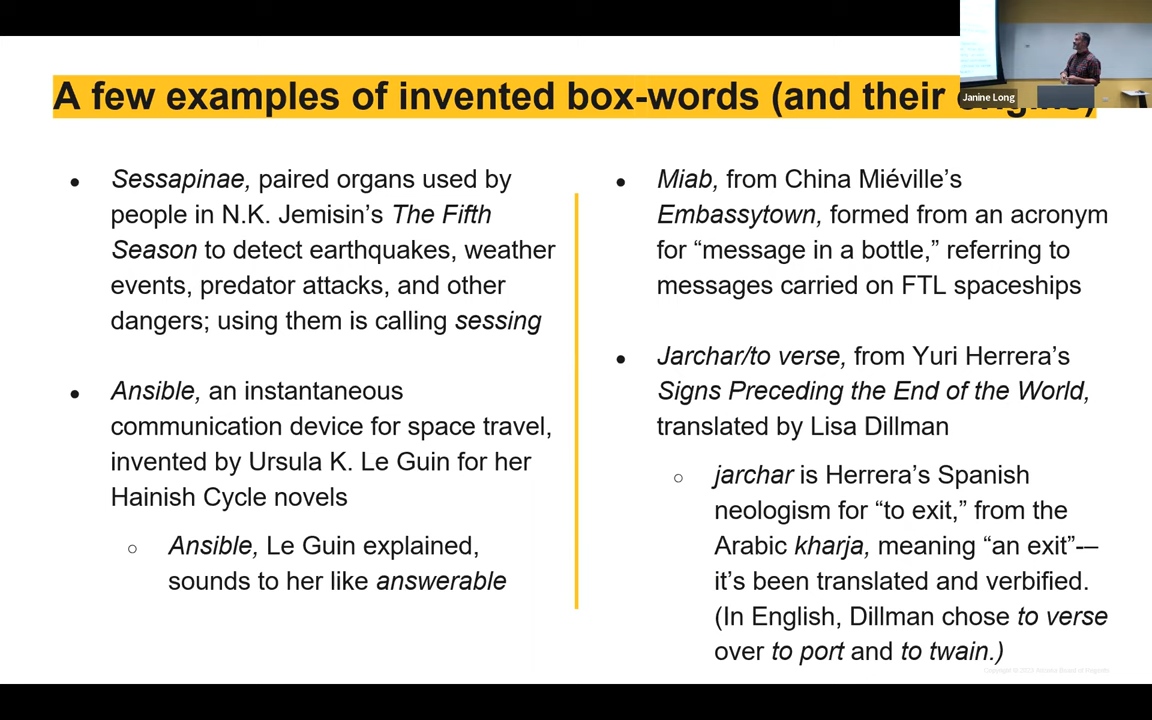 A few examples of invented box-words (and their origins)
Janine Long
● Sessapinae, paired organs used by
people in N.K. Jemisin's The Fifth
Season to detect earthquakes, weather
events, predator attacks, and other
dangers; using them is calling sessing
● Ansible, an instantaneous
communication device for space travel,
invented by Ursula K. Le Guin for her
Hainish Cycle novels
○ Ansible, Le Guin explained,
sounds to her like answerable
● Miab, from China Miéville's
Embassytown, formed from an acronym
for “message in a bottle,” referring to
messages carried on FTL spaceships
● Jarchar/to verse, from Yuri Herrera's
Signs Preceding the End of the World,
translated by Lisa Dillman
○ jarchar is Herrera's Spanish
neologism for “to exit,” from the
Arabic kharja, meaning “an exit”-–
it's been translated and verbified.
(In English, Dillman chose to verse
over to port and to twain.)